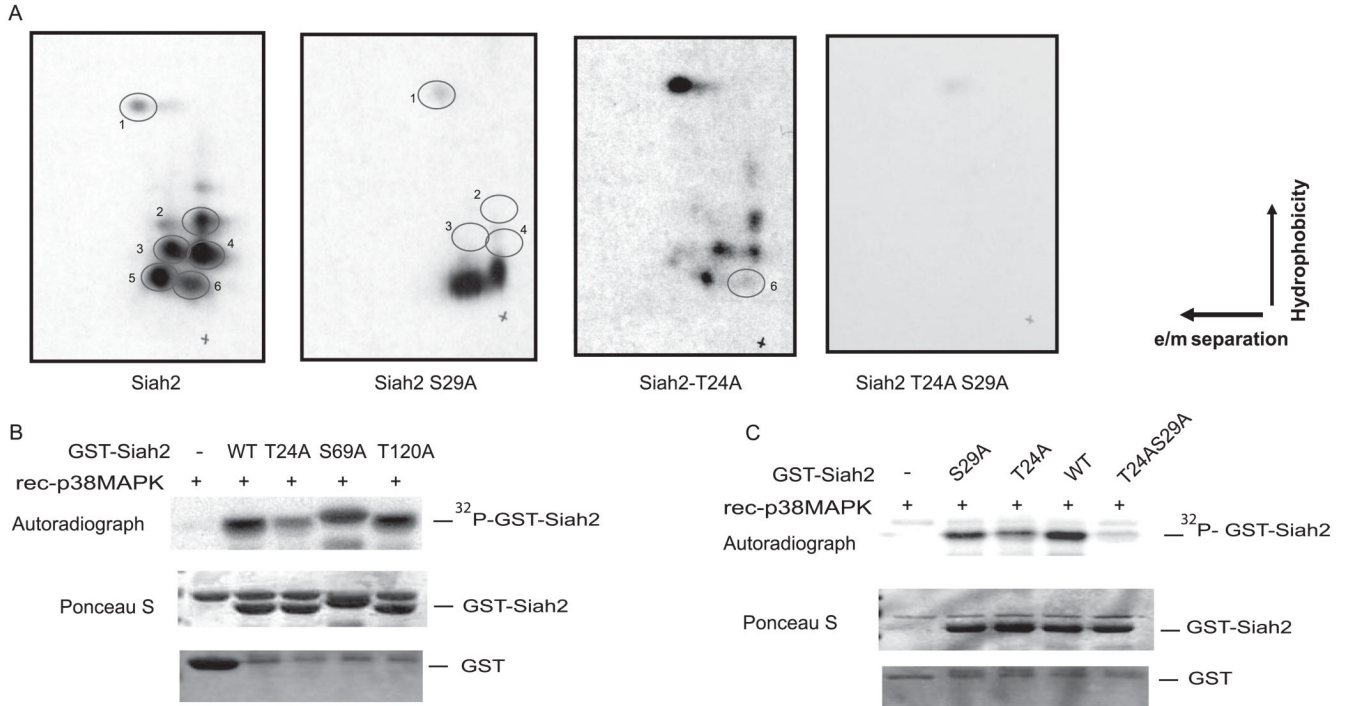 A
1
2
3
4
5
6
Siah2
1
2
3
4
Siah2 S29A
6
Siah2-T24A
Siah2 T24A S29A
Hydrophobicity
e/m separation
B
GST-Siah2 - WT T24A S69A T120A
rec-p38MAPK + + + + +
Autoradiograph
32P-GST-Siah2
Ponceau S
GST-Siah2
GST
C
GST-Siah2 - S29A T24A WT T24AS29A
rec-p38MAPK + + + + +
Autoradiograph
32P- GST-Siah2
Ponceau S
GST-Siah2
GST